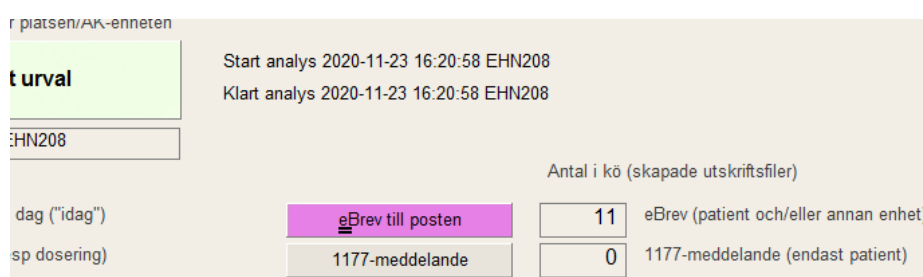 r platsen/AK-enheten
t urval
Start analys 2020-11-23 16:20:58 EHN208
Klart analys 2020-11-23 16:20:58 EHN208
EHN208
Antal i kö (skapade utskriftsfiler)
dag ("idag")
eBrev till posten
11
eBrev (patient och/eller annan enhet)
sp dosering)
1177-meddelande
0
1177-meddelande (endast patient)